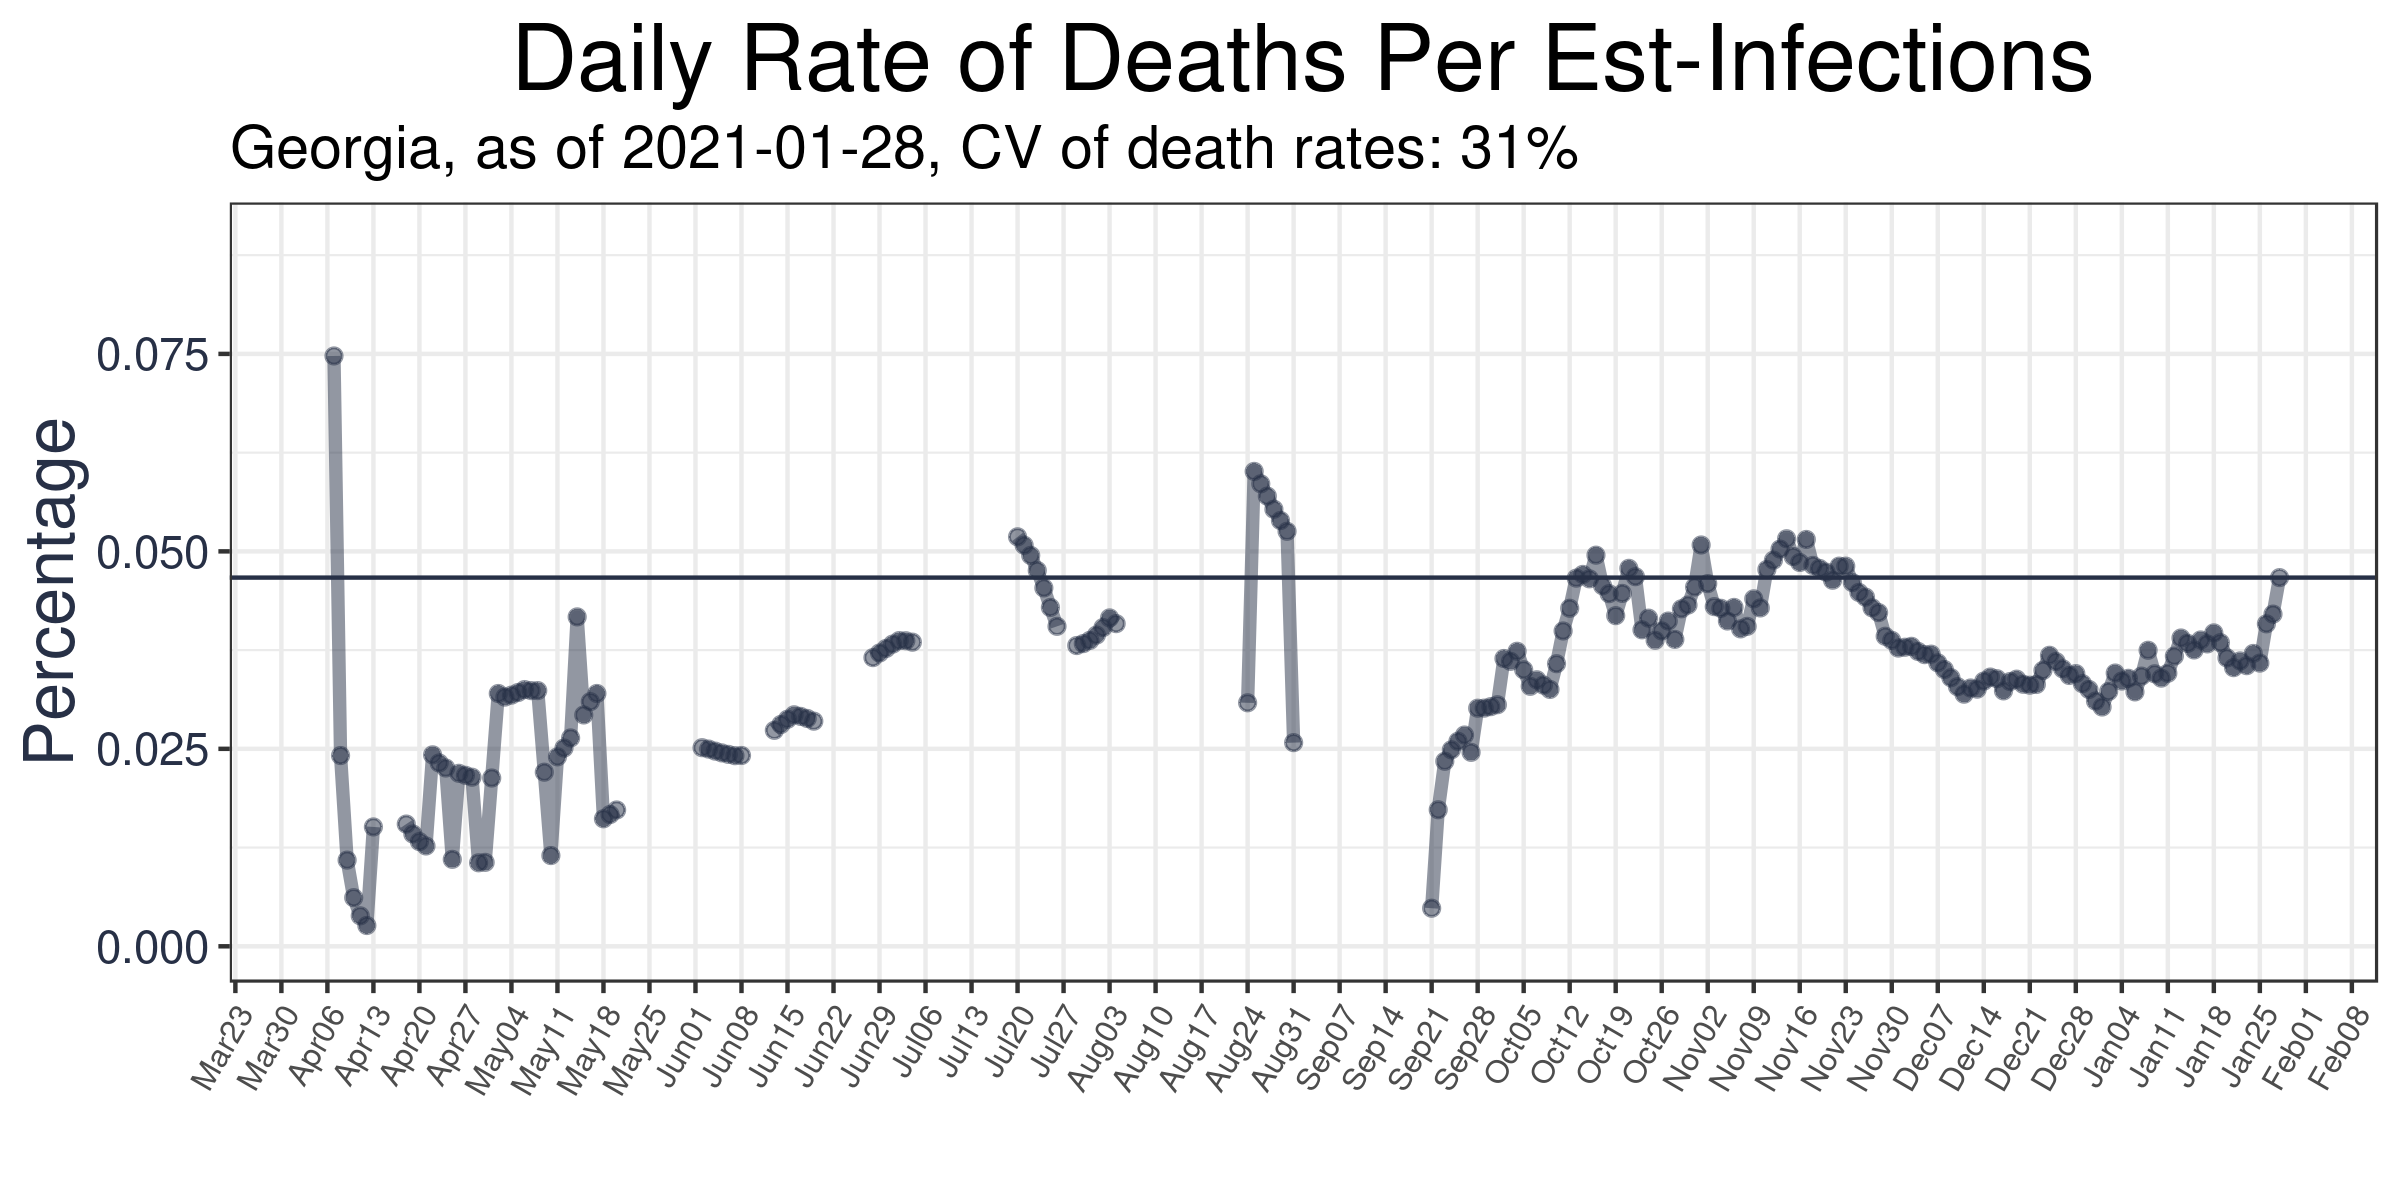 Daily Rate of Deaths Per Est-Infections
Georgia, as of 2021-01-28, CV of death rates: 31%
Percentage
0.075
0.050
0.025
0.000
Mar23 Mar30 Apr06 Apr13 Apr20 Apr27 May04 May11 May18 May25 Jun01 Jun08 Jun15 Jun22 Jun29 Jul06 Jul13 Jul20 Jul27 Aug03 Aug10 Aug17 Aug24 Aug31 Sep07 Sep14 Sep21 Sep28 Oct05 Oct12 Oct19 Oct26 Nov02 Nov09 Nov16 Nov23 Nov30 Dec07 Dec14 Dec21 Dec28 Jan04 Jan11 Jan18 Jan25 Feb01 Feb08